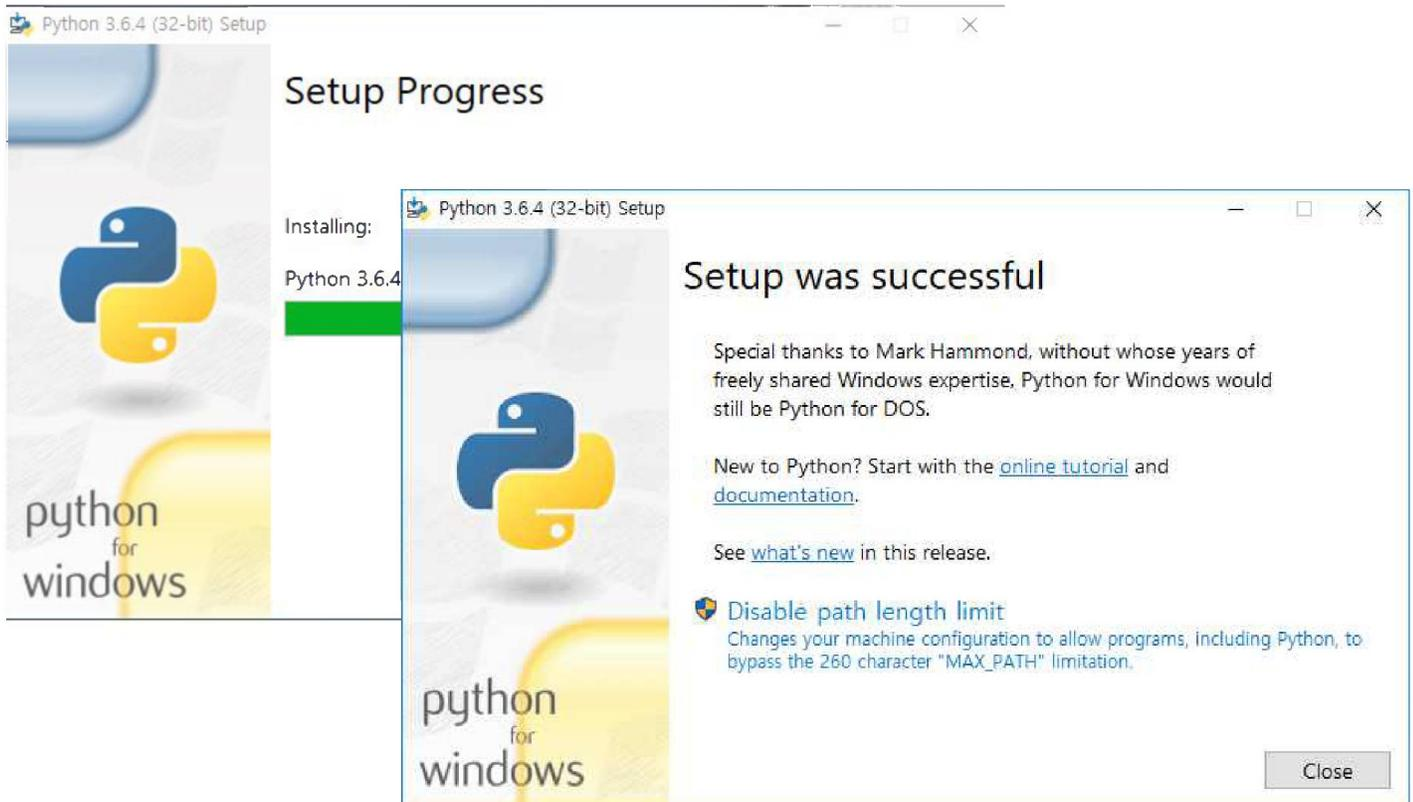 Python 3.6.4 (32-bit) Setup
Setup Progress
Installing:
Python 3.6.4
python
for
windows
Python 3.6.4 (32-bit) Setup
Setup was successful
Special thanks to Mark Hammond, without whose years of
freely shared Windows expertise, Python for Windows would
still be Python for DOS.
New to Python? Start with the online tutorial and
documentation.
See what's new in this release.
Disable path length limit
Changes your machine configuration to allow programs, including Python, to
bypass the 260 character "MAX_PATH" limitation.
python
for
windows
Close